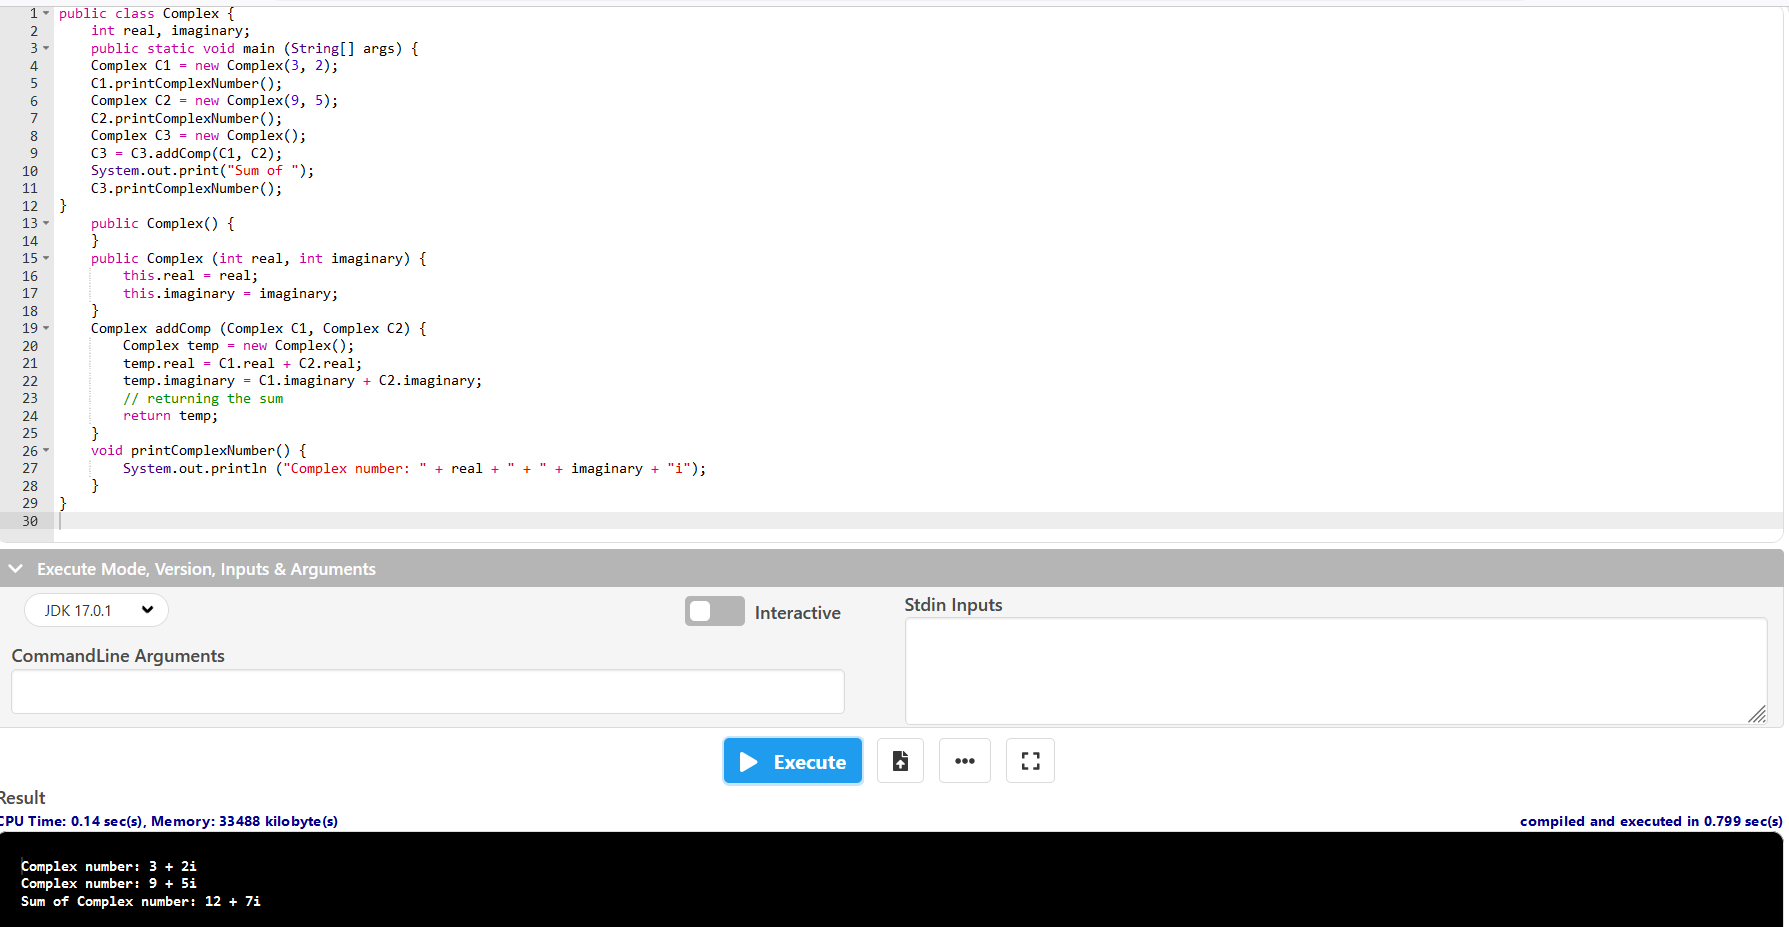 1 public class Complex {
2 int real, imaginary;
3 public static void main (String[] args) {
4 Complex C1 = new Complex(3, 2);
5 C1.printComplexNumber();
6 Complex C2 = new Complex(9, 5);
7 C2.printComplexNumber();
8 Complex C3 = new Complex();
9 C3 = C3.addComp(C1, C2);
10 System.out.print("Sum of ");
11 C3.printComplexNumber();
12 }
13 public Complex() {
14 }
15 public Complex (int real, int imaginary) {
16 this.real = real;
17 this.imaginary = imaginary;
18 }
19 Complex addComp (Complex C1, Complex C2) {
20 Complex temp = new Complex();
21 temp.real = C1.real + C2.real;
22 temp.imaginary = C1.imaginary + C2.imaginary;
23 // returning the sum
24 return temp;
25 }
26 void printComplexNumber() {
27 System.out.println ("Complex number: " + real + " + " + imaginary + "i");
28 }
29 }
30
Execute Mode, Version, Inputs & Arguments
JDK 17.0.1
Interactive
Stdin Inputs
CommandLine Arguments
Execute
Result
CPU Time: 0.14 sec(s), Memory: 33488 kilobyte(s)
compiled and executed in 0.799 sec(s)
Complex number: 3 + 2i
Complex number: 9 + 5i
Sum of Complex number: 12 + 7i